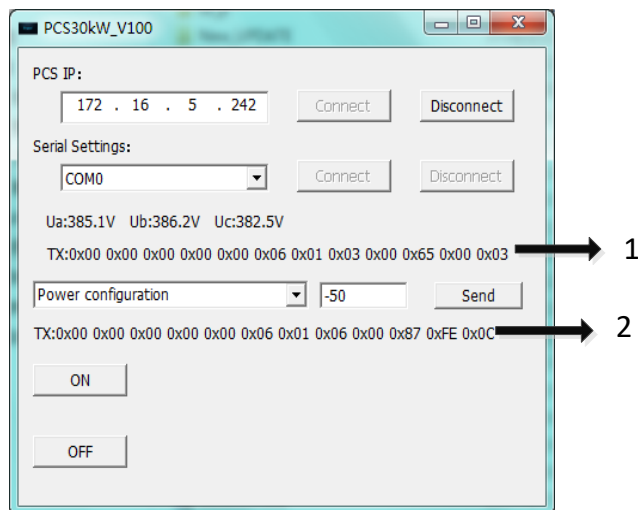 PCS30kW_V100
PCS IP:
172 . 16 . 5 . 242 Connect Disconnect
Serial Settings:
COM0 Connect Disconnect
Ua:385.1V Ub:386.2V Uc:382.5V
TX:0x00 0x00 0x00 0x00 0x00 0x06 0x01 0x03 0x00 0x65 0x00 0x03 1
Power configuration -50 Send
TX:0x00 0x00 0x00 0x00 0x00 0x06 0x01 0x06 0x00 0x87 0xFE 0x0C 2
ON
OFF